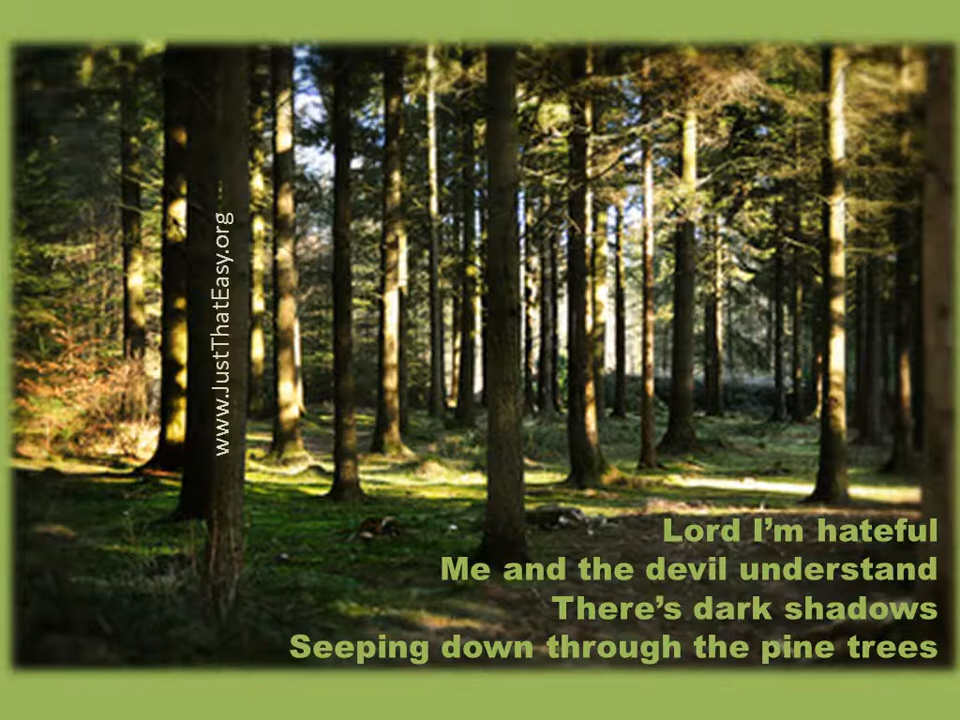 www.JustThatEasy.org
Lord I’m hateful
Me and the devil understand
There’s dark shadows
Seeping down through the pine trees